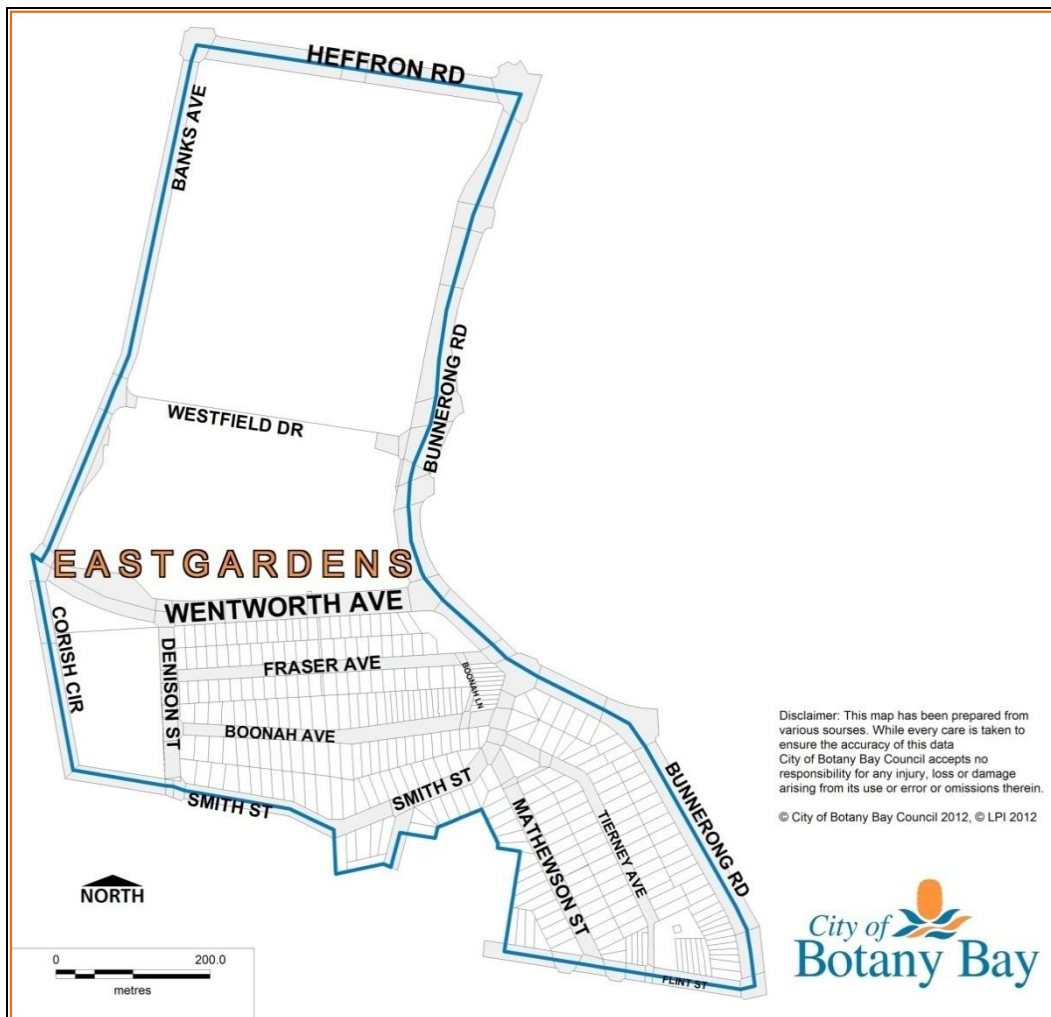 HEFFRON RD
BANKS AVE
BUNNERONG RD
WESTFIELD DR
EASTGARDENS
WENTWORTH AVE
CORISH CIR
DENISON ST
FRASER AVE
BOONAH LN
BOONAH AVE
SMITH ST
SMITH ST
MATHEWSON ST
TIERNEY AVE
BUNNERONG RD
FLINT ST
Disclaimer: This map has been prepared from
various sourses. While every care is taken to
ensure the accuracy of this data
City of Botany Bay Council accepts no
responsibility for any injury, loss or damage
arising from its use or error or omissions therein.
© City of Botany Bay Council 2012, © LPI 2012
NORTH
0 200.0
metres
City of
Botany Bay